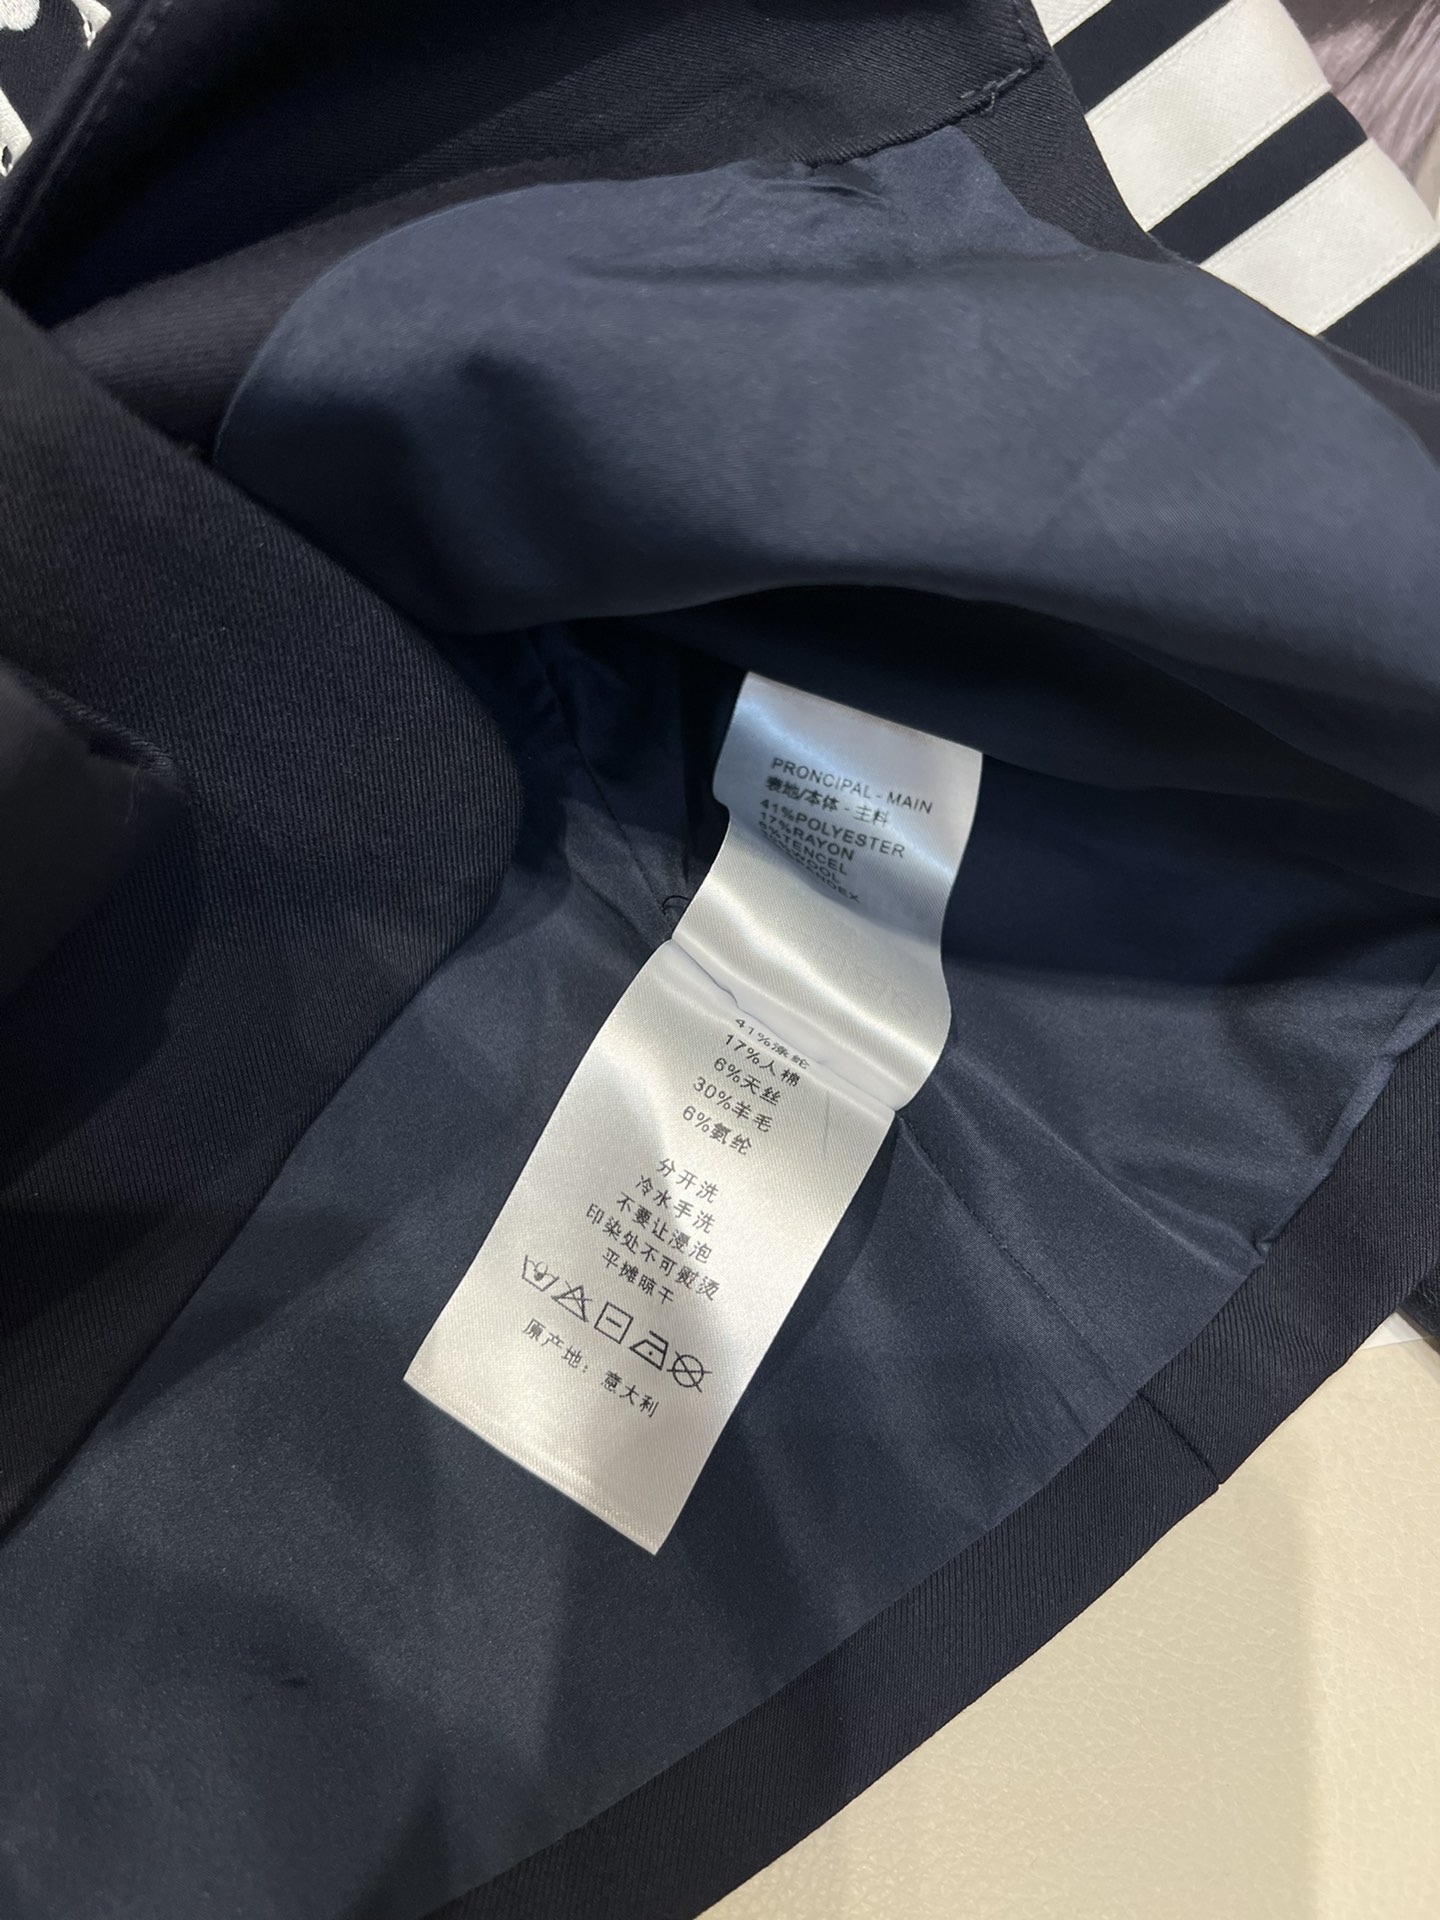 PRONCIPAL - MAIN
表地/本体 - 主料
41%POLYESTER
17%RAYON
6%TENCEL
41%涤纶
17%人棉
6%天丝
30%羊毛
6%氨纶
分开洗
冷水手洗
不要让浸泡
印染处不可熨烫
平摊晾干
原产地: 意大利